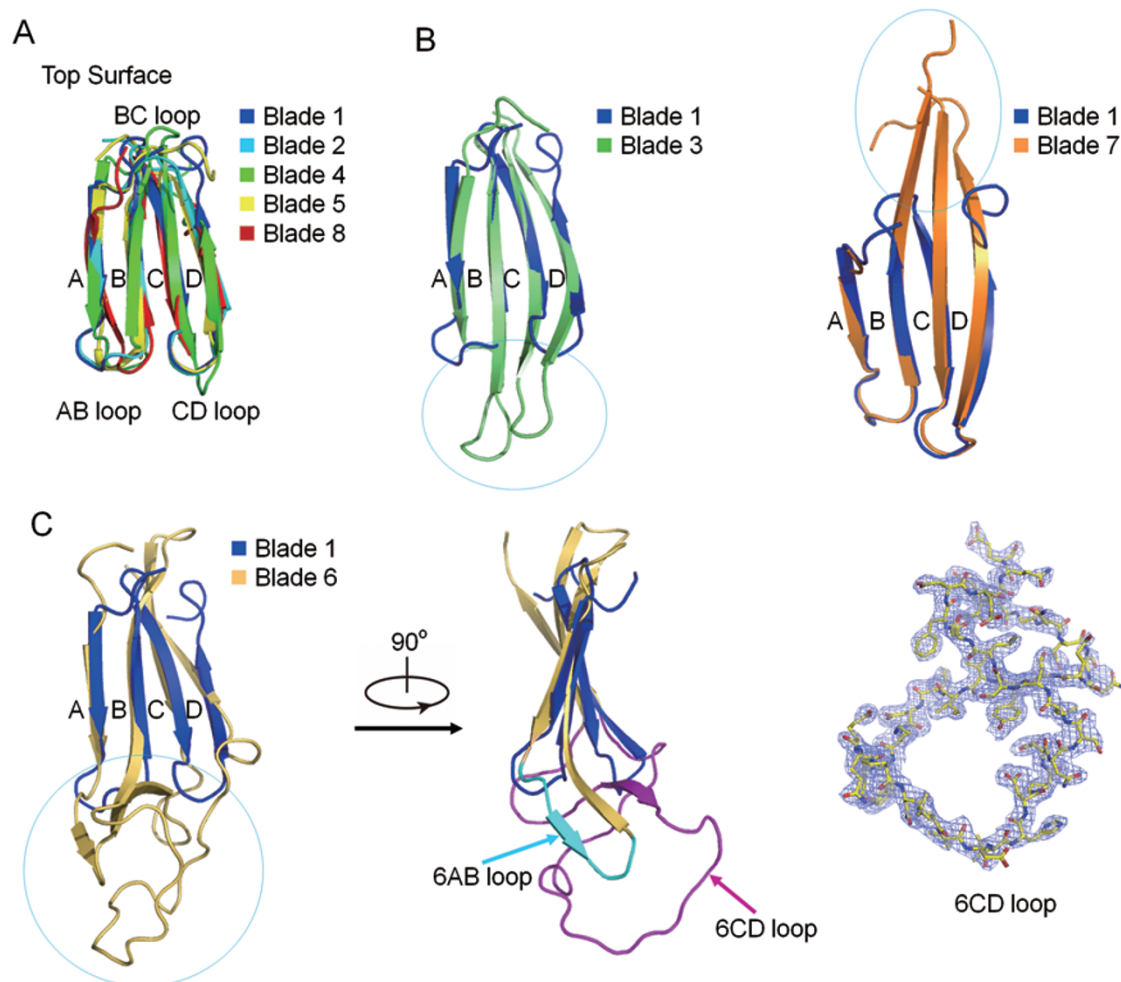 A
Top Surface
BC loop
Blade 1
Blade 2
Blade 4
Blade 5
Blade 8
A B C D
AB loop
CD loop
B
Blade 1
Blade 3
A B C D
Blade 1
Blade 7
A B C D
C
Blade 1
Blade 6
A B C D
90°
6AB loop
6CD loop
6CD loop